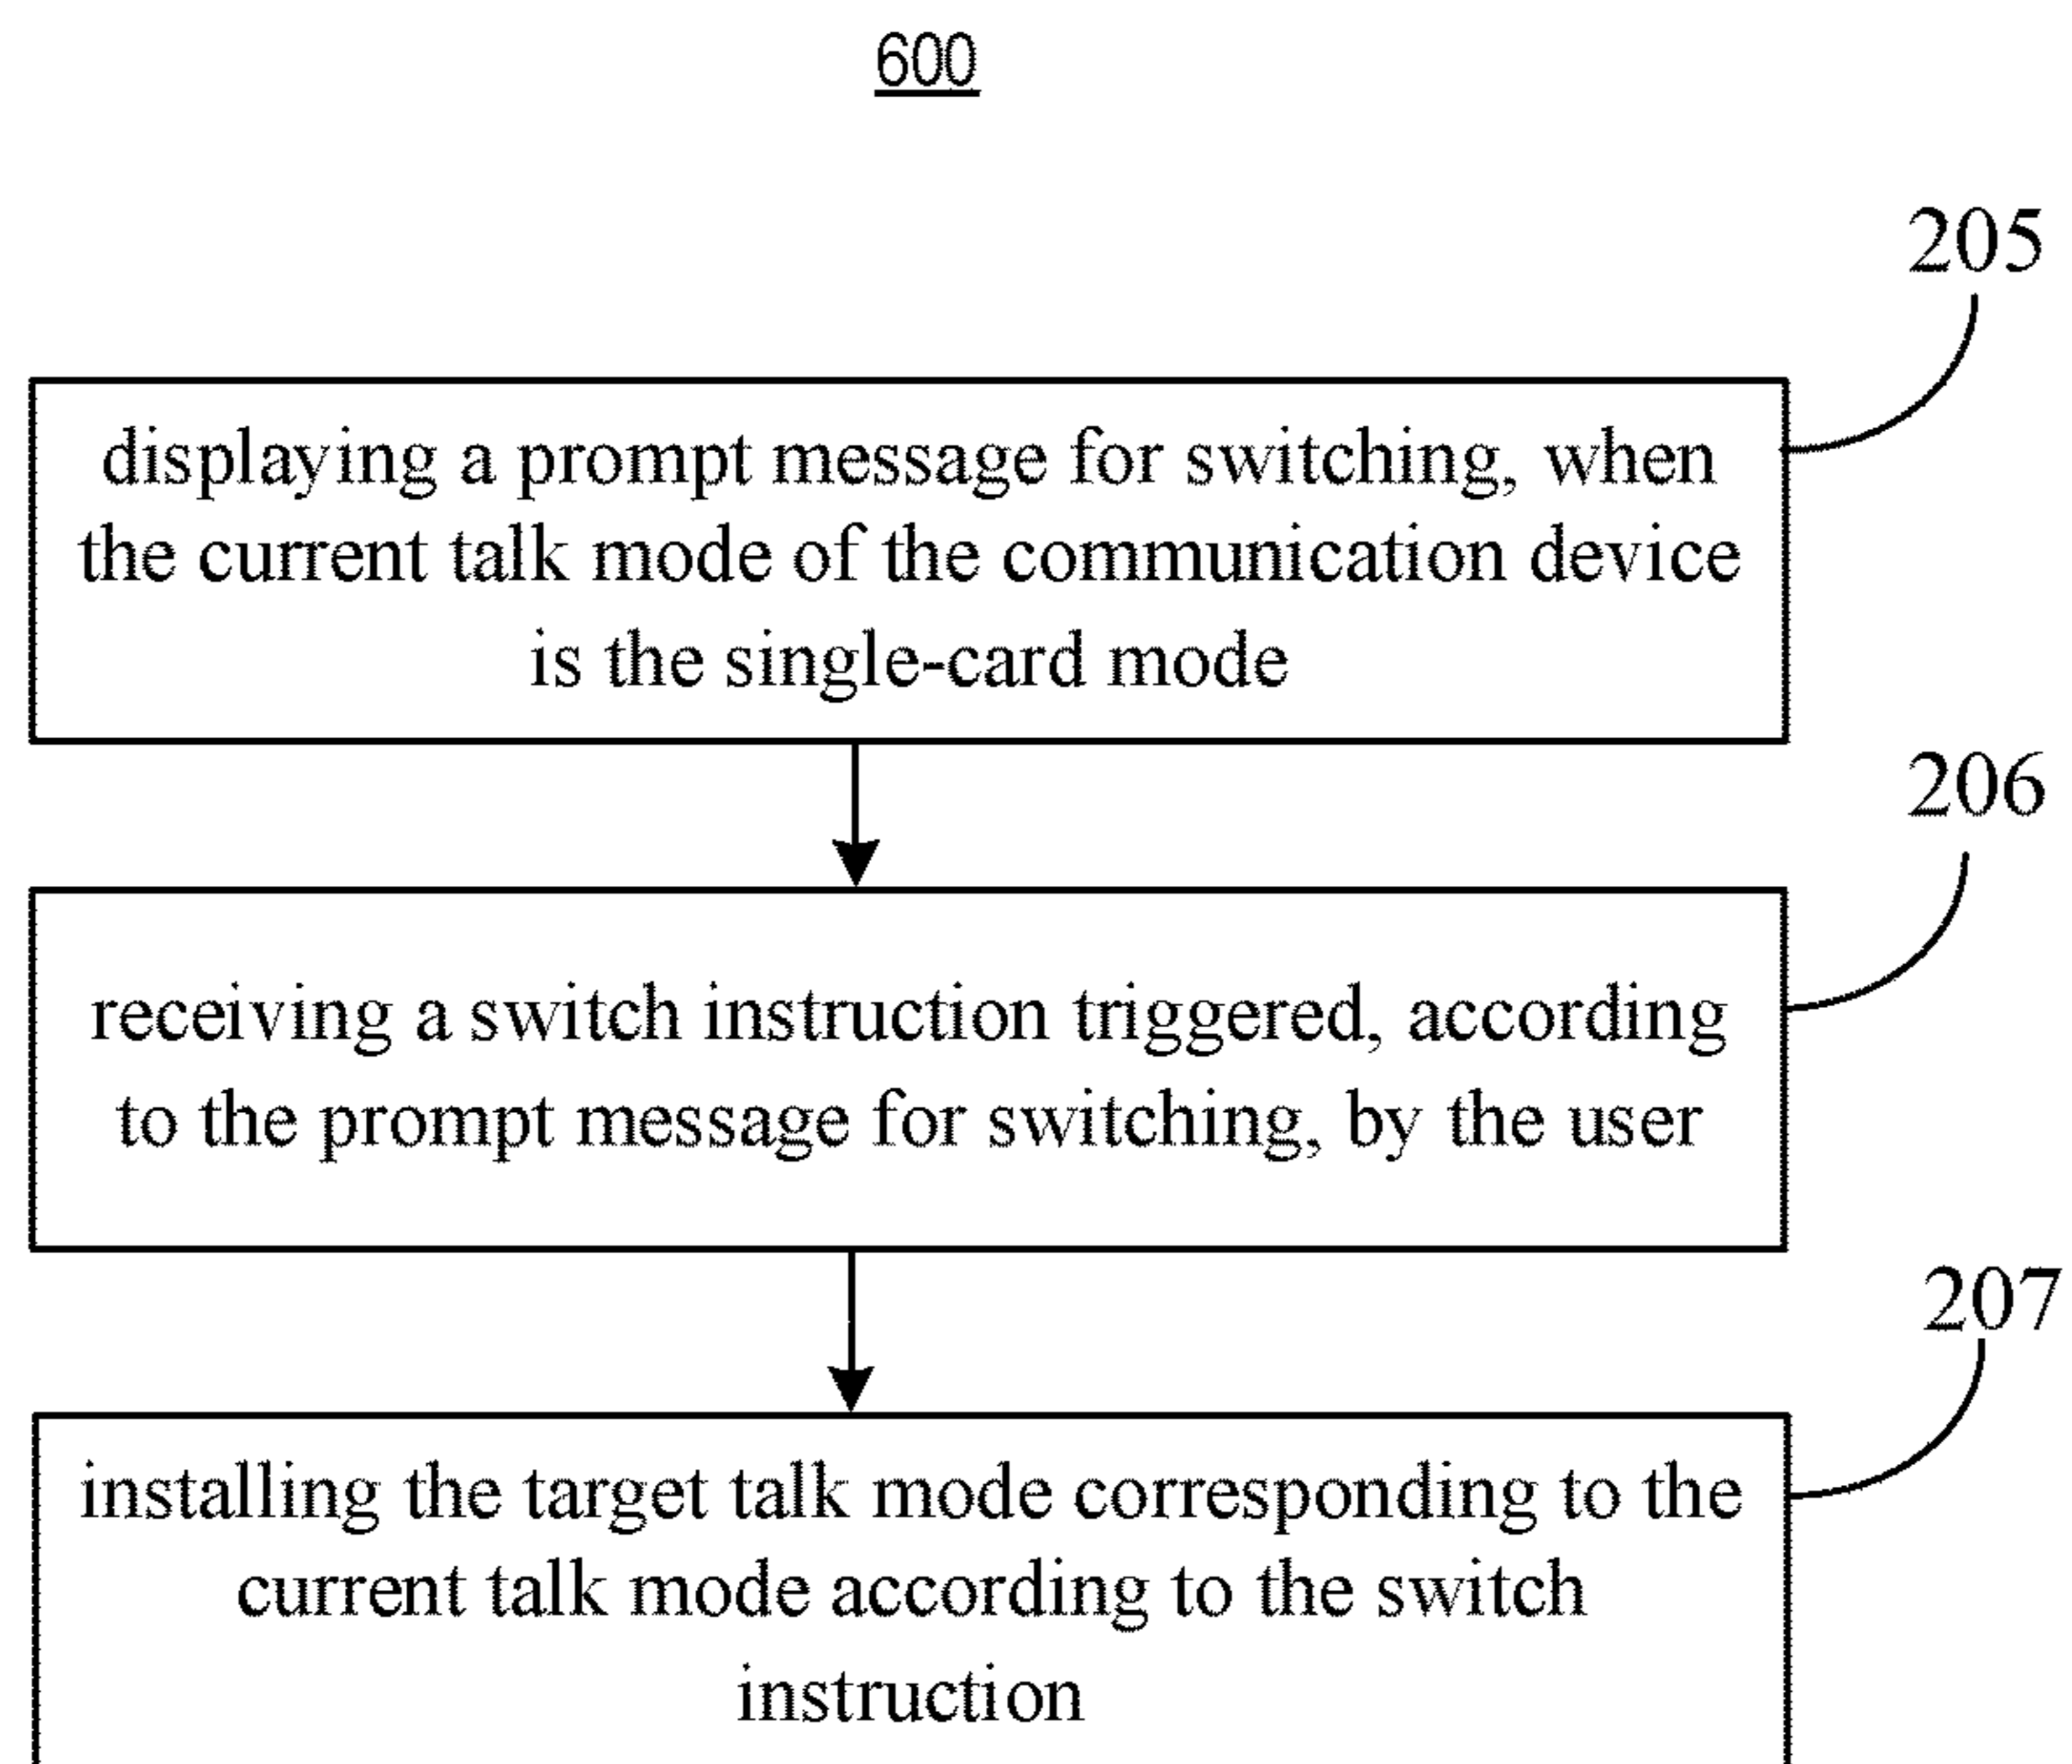 600
205
displaying a prompt message for switching, when
the current talk mode of the communication device
is the single-card mode
206
receiving a switch instruction triggered, according
to the prompt message for switching, by the user
207
installing the target talk mode corresponding to the
current talk mode according to the switch
instruction